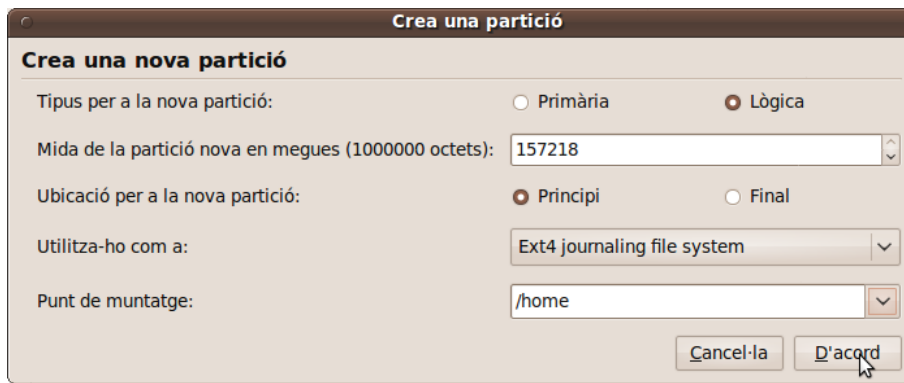 Crea una partició
Crea una nova partició
Tipus per a la nova partició: Primària Lògica
Mida de la partició nova en megues (1000000 octets): 157218
Ubicació per a la nova partició: Principi Final
Utilitza-ho com a: Ext4 journaling file system
Punt de muntatge: /home
Cancel·la D'acord